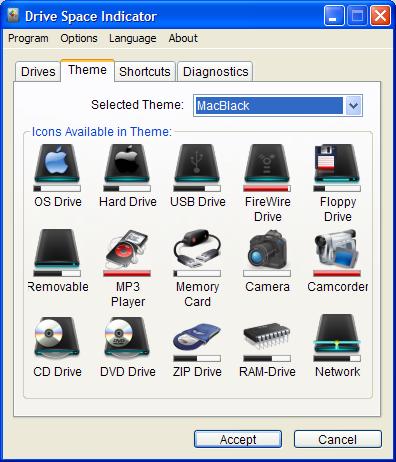 Drive Space Indicator
Program Options Language About
Drives Theme Shortcuts Diagnostics
Selected Theme: MacBlack
Icons Available in Theme:
OS Drive Hard Drive USB Drive FireWire Drive Floppy Drive
Removable MP3 Player Memory Card Camera Camcorder
CD Drive DVD Drive ZIP Drive RAM-Drive Network
Accept Cancel